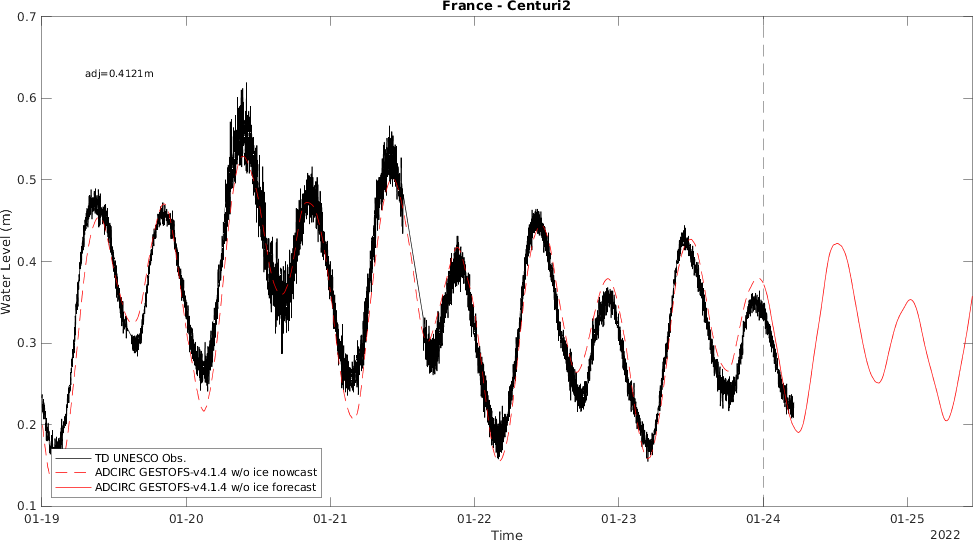 France - Centuri2
adj=0.4121m
Water Level (m)
0.7
0.6
0.5
0.4
0.3
0.2
0.1
TD UNESCO Obs.
ADCIRC GESTOFS-v4.1.4 w/o ice nowcast
ADCIRC GESTOFS-v4.1.4 w/o ice forecast
01-19 01-20 01-21 01-22 01-23 01-24 01-25
Time
2022